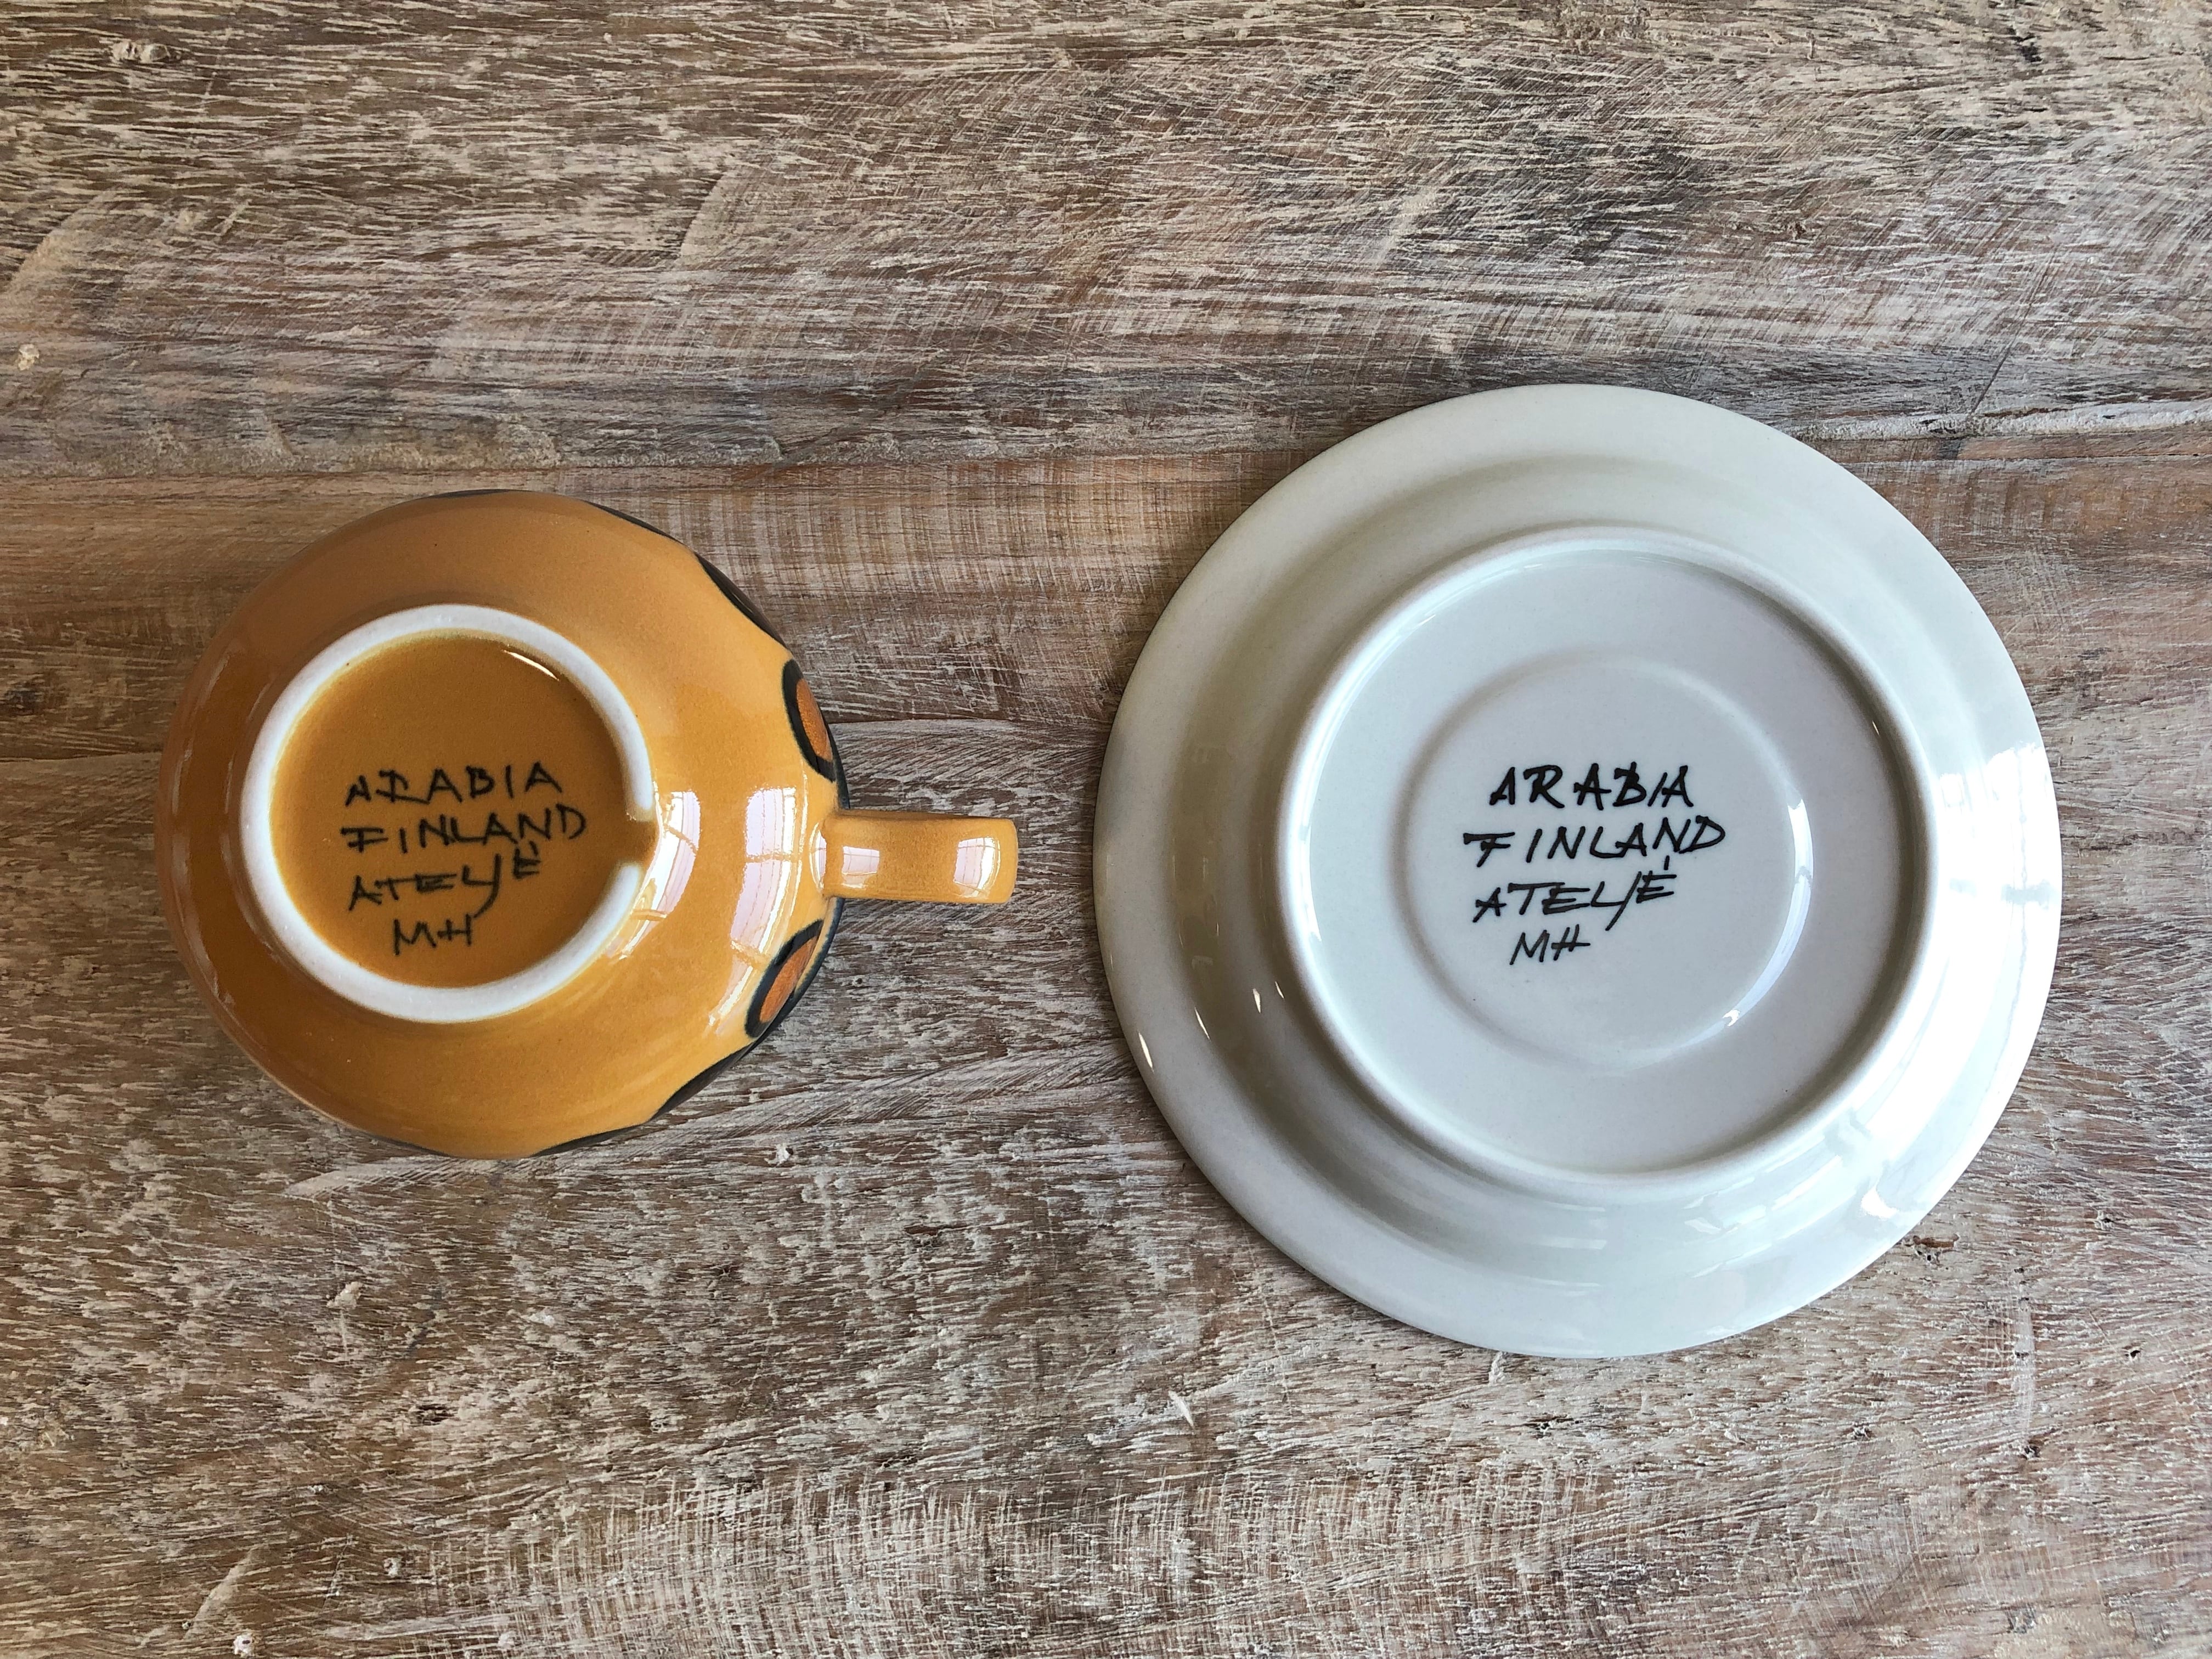 ARABIA
FINLAND
ATELJÉ
MH
ARABIA
FINLAND
ATELJÉ
MH